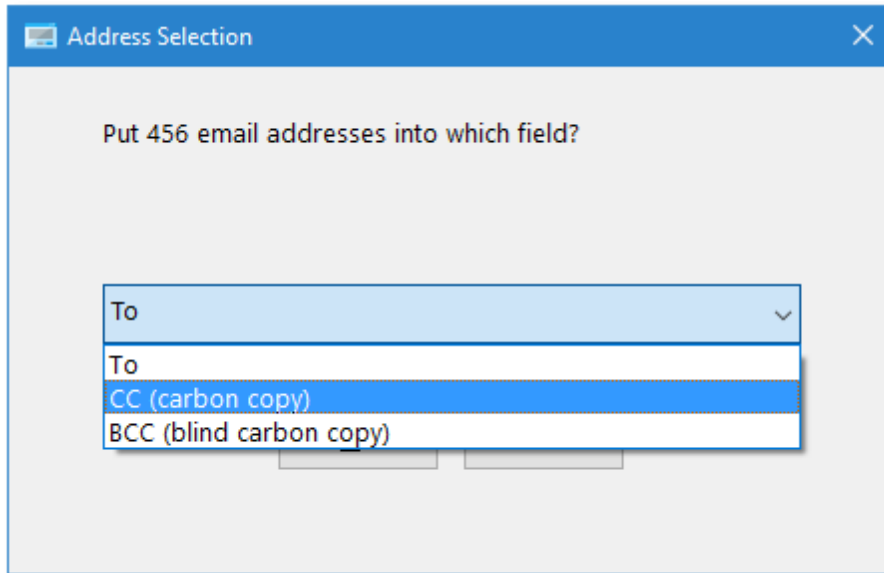 Address Selection
Put 456 email addresses into which field?
To
To
CC (carbon copy)
BCC (blind carbon copy)